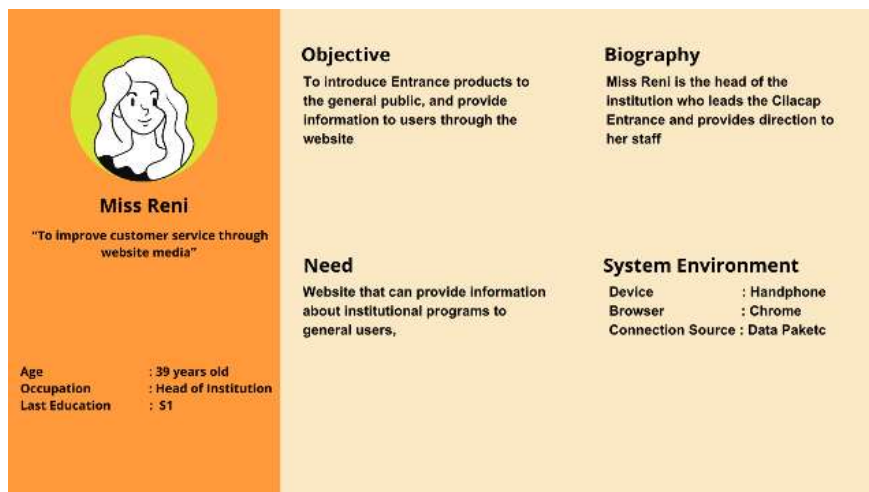 Miss Reni
"To improve customer service through
website media"
Age : 39 years old
Occupation : Head of Institution
Last Education : S1
Objective
To introduce Entrance products to
the general public, and provide
information to users through the
website
Biography
Miss Reni is the head of the
institution who leads the Cilacap
Entrance and provides direction to
her staff
Need
Website that can provide information
about institutional programs to
general users,
System Environment
Device : Handphone
Browser : Chrome
Connection Source : Data Paketc